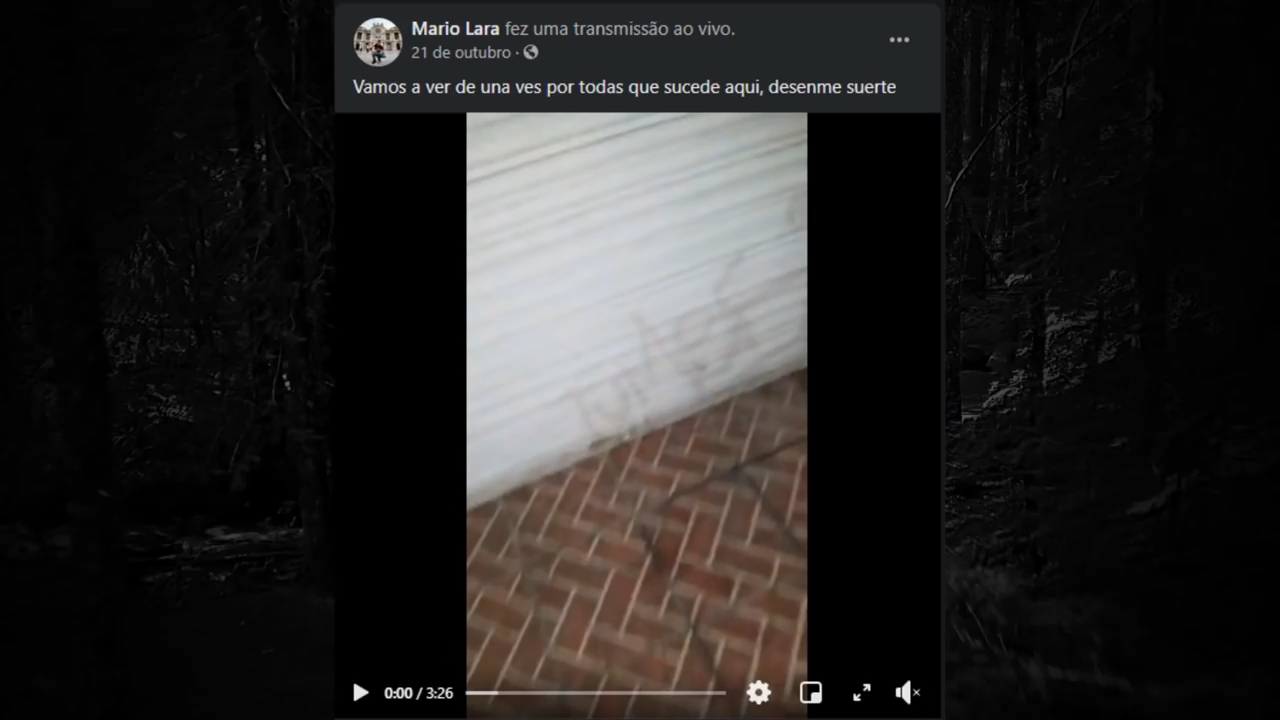 Mario Lara fez uma transmissão ao vivo.
21 de outubro ·
Vamos a ver de una ves por todas que sucede aqui, desenme suerte
0:00 / 3:26